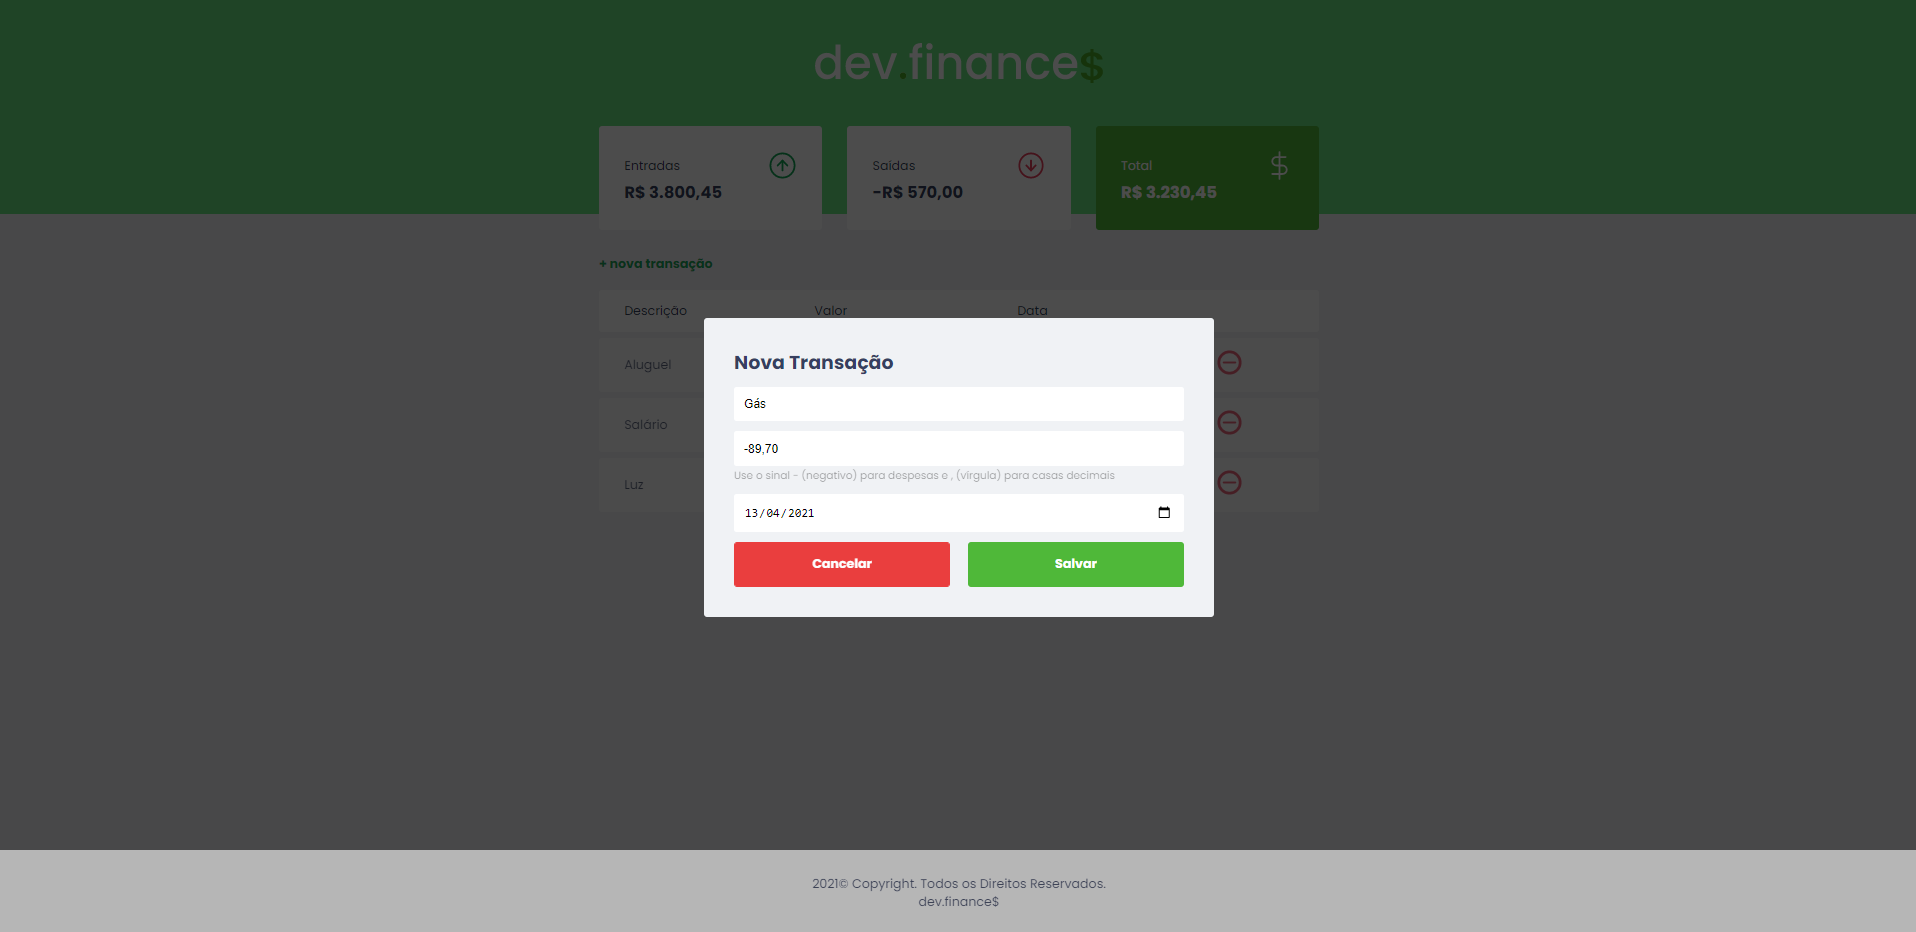 dev.finance$
Entradas
R$ 3.800,45
Saídas
-R$ 570,00
Total
R$ 3.230,45
+ nova transação
Descrição Valor Data
Aluguel
Salário
Luz
Nova Transação
Gás
-89,70
Use o sinal - (negativo) para despesas e , (vírgula) para casas decimais
13/04/2021
Cancelar Salvar
2021© Copyright. Todos os Direitos Reservados.
dev.finance$